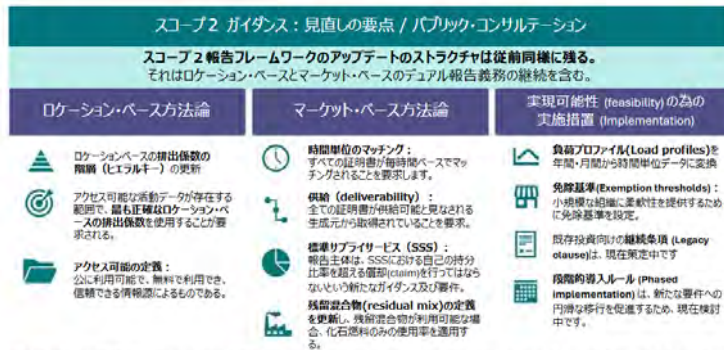 スコープ2 ガイダンス：見直しの要点 / パブリック・コンサルテーション
スコープ2報告フレームワークのアップデートのストラクチャは従前同様に残る。
それはロケーション・ベースとマーケット・ベースのデュアル報告義務の継続を含む。
ロケーション・ベース方法論
ロケーションベースの排出係数の
階層（ヒエラルキー）の更新
アクセス可能な活動データが存在する
範囲で、最も正確なロケーション・ベ
ースの排出係数を使用することが要
求される。
アクセス可能の定義：
公に利用可能で、無料で利用でき、
信頼できる情報源によるものである。
マーケット・ベース方法論
時間単位のマッチング：
すべての証明書が毎時間ベースでマッ
チングされることを要求します。
供給（deliverability）：
全ての証明書が供給可能と見なされる
生成元から取得されていることを要求。
標準サプライサービス（SSS）：
報告主体は、SSSにおける自己の持分
比率を超える償却(claim)を行ってはならな
いという新たなガイダンス及び要件。
残留混合物(residual mix)の定義
を更新し、残留混合物が利用可能な場
合、化石燃料のみの使用率を適用す
る。
実現可能性 (feasibility) の為の
実施措置 (Implementation)
負荷プロファイル(Load profiles)を
年間・月間から時間単位データに変換
免除基準(Exemption thresholds)：
小規模な組織に柔軟性を提供するため
に免除基準を設定。
既存投資向けの継続条項 (Legacy
clause)は、現在策定中です
段階的導入ルール (Phased
implementation) は、新たな要件への
円滑な移行を促進するため、現在検討
中です。